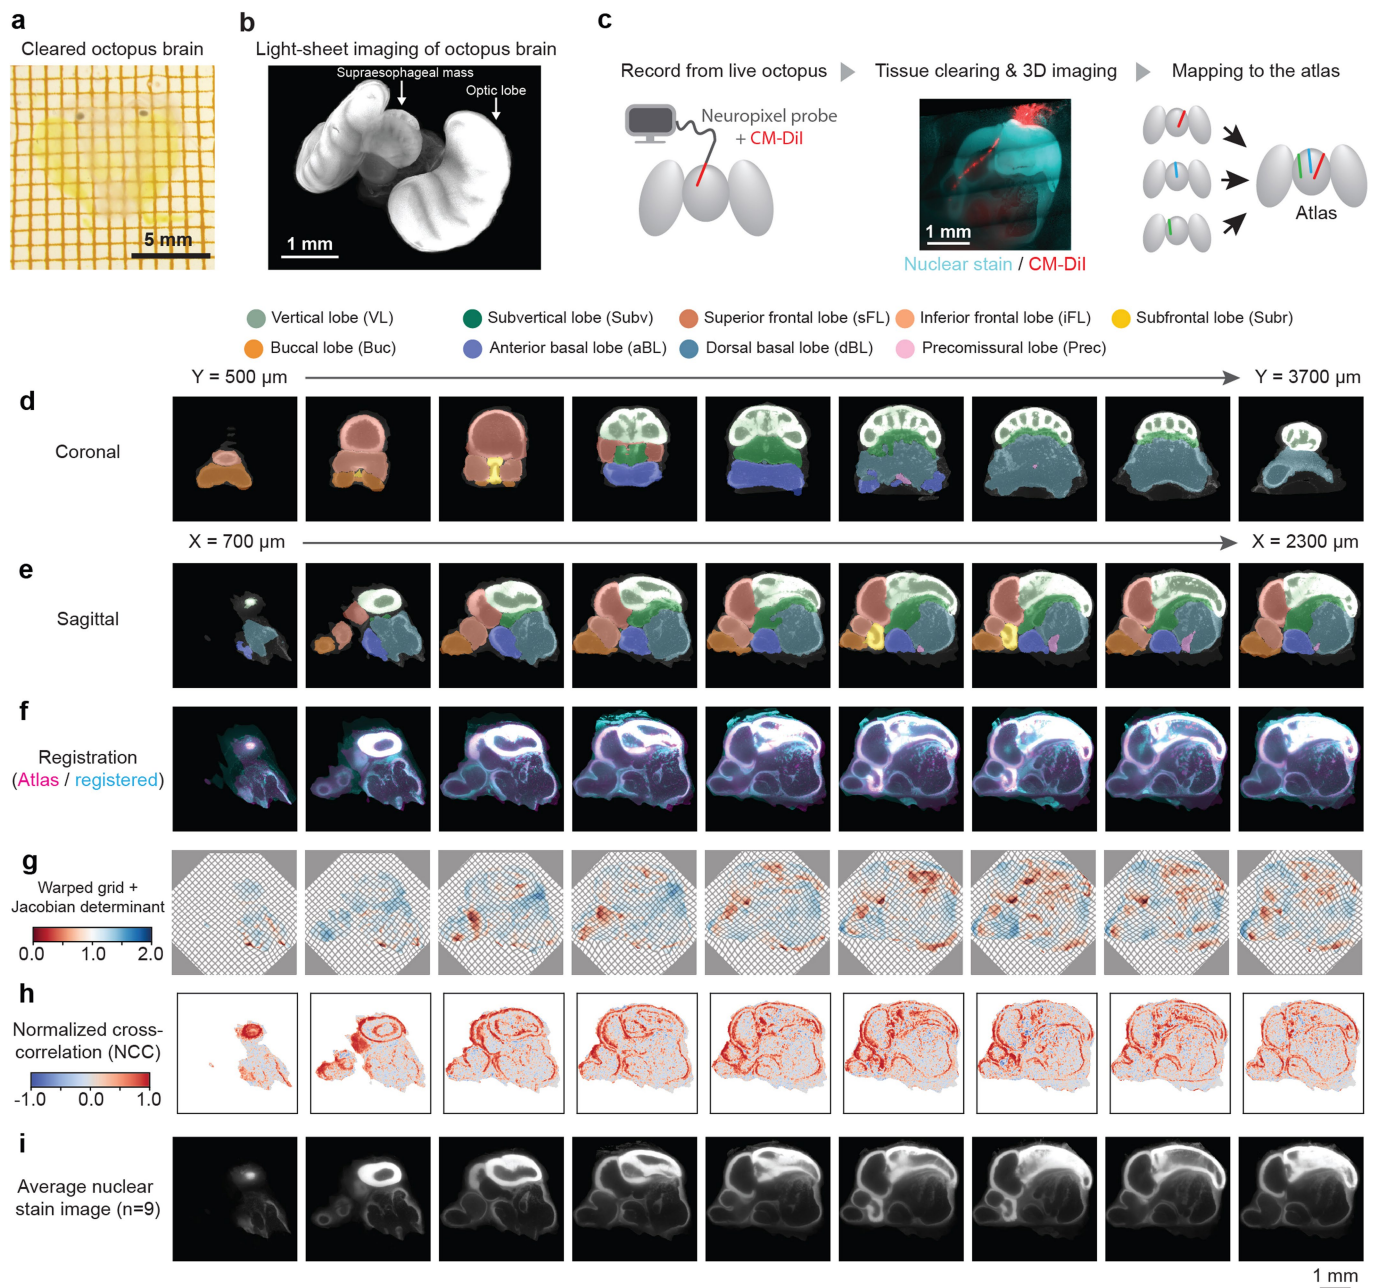 a
Cleared octopus brain
5 mm
b
Light-sheet imaging of octopus brain
Supraesophageal mass
Optic lobe
1 mm
c
Record from live octopus
Tissue clearing & 3D imaging
Mapping to the atlas
Neuropixel probe
+ CM-DiI
1 mm
Nuclear stain / CM-DiI
Atlas
Vertical lobe (VL)
Subvertical lobe (Subv)
Superior frontal lobe (sFL)
Inferior frontal lobe (iFL)
Subfrontal lobe (Subr)
Buccal lobe (Buc)
Anterior basal lobe (aBL)
Dorsal basal lobe (dBL)
Precomissural lobe (Prec)
Y = 500 µm
Y = 3700 µm
d
Coronal
X = 700 µm
X = 2300 µm
e
Sagittal
f
Registration
(Atlas / registered)
g
Warped grid +
Jacobian determinant
0.0 1.0 2.0
h
Normalized cross-
correlation (NCC)
-1.0 0.0 1.0
i
Average nuclear
stain image (n=9)
1 mm